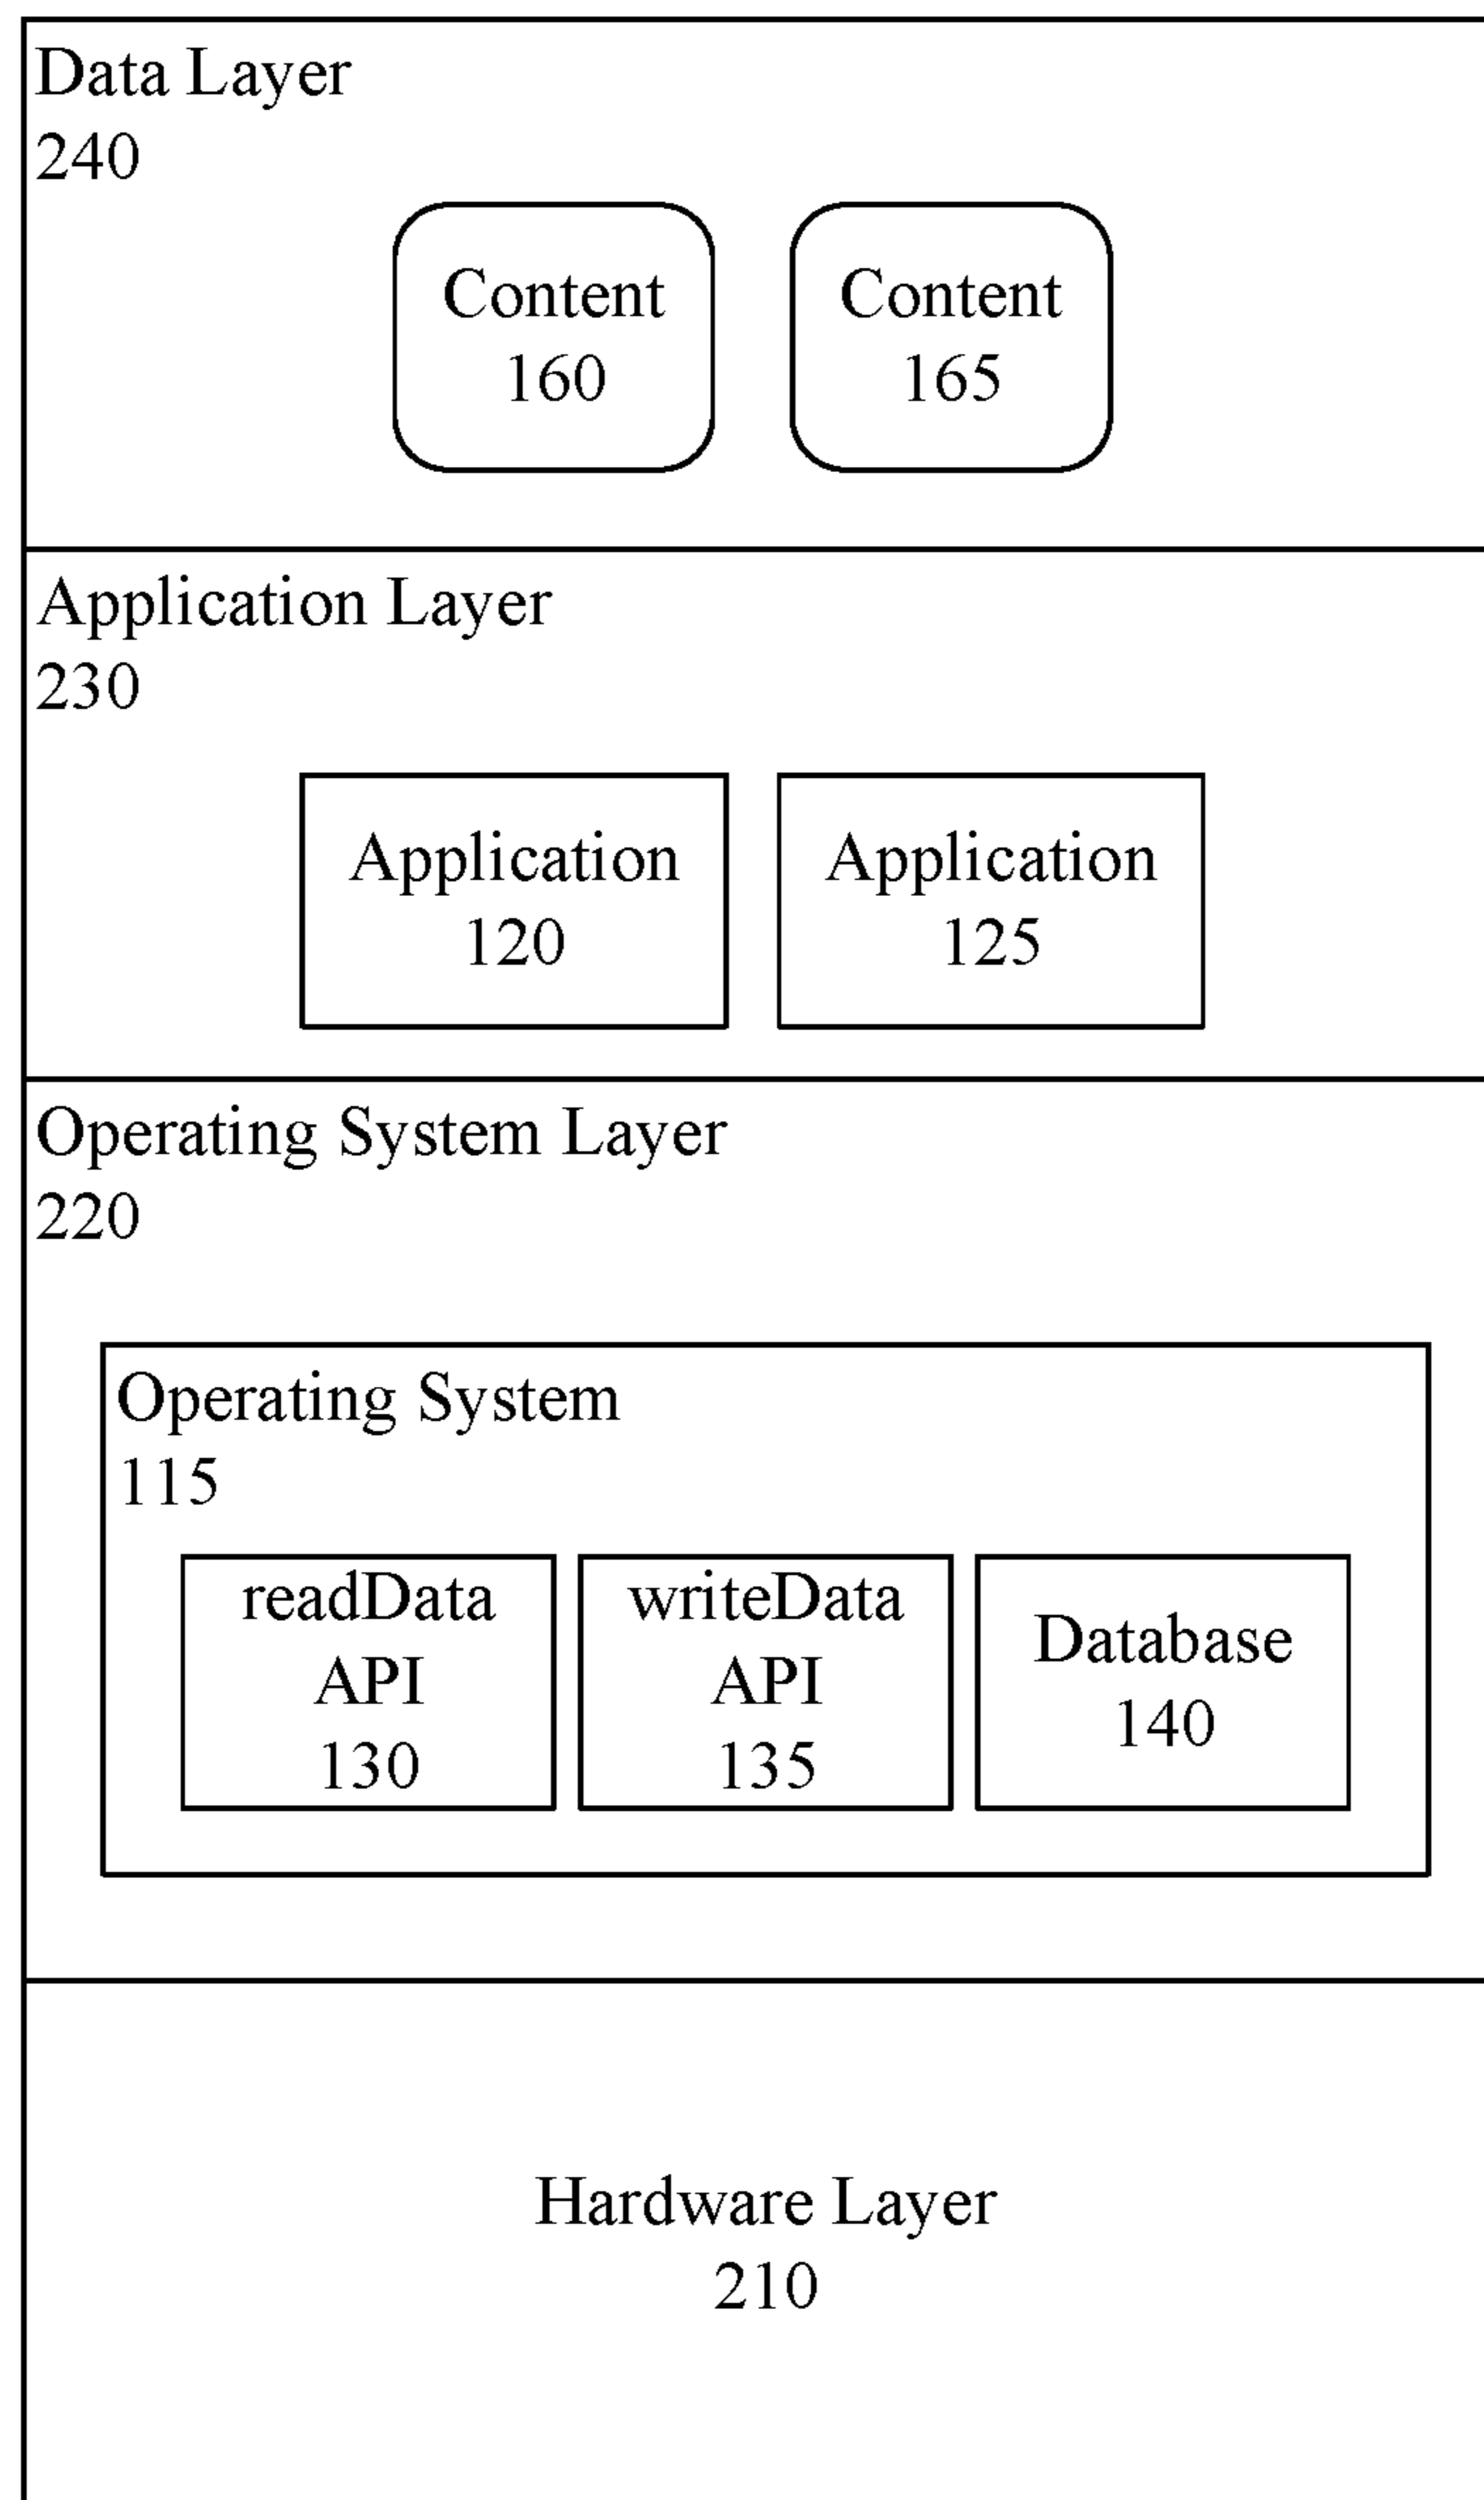 Data Layer
240
Content
160
Content
165
Application Layer
230
Application
120
Application
125
Operating System Layer
220
Operating System
115
readData
API
130
writeData
API
135
Database
140
Hardware Layer
210